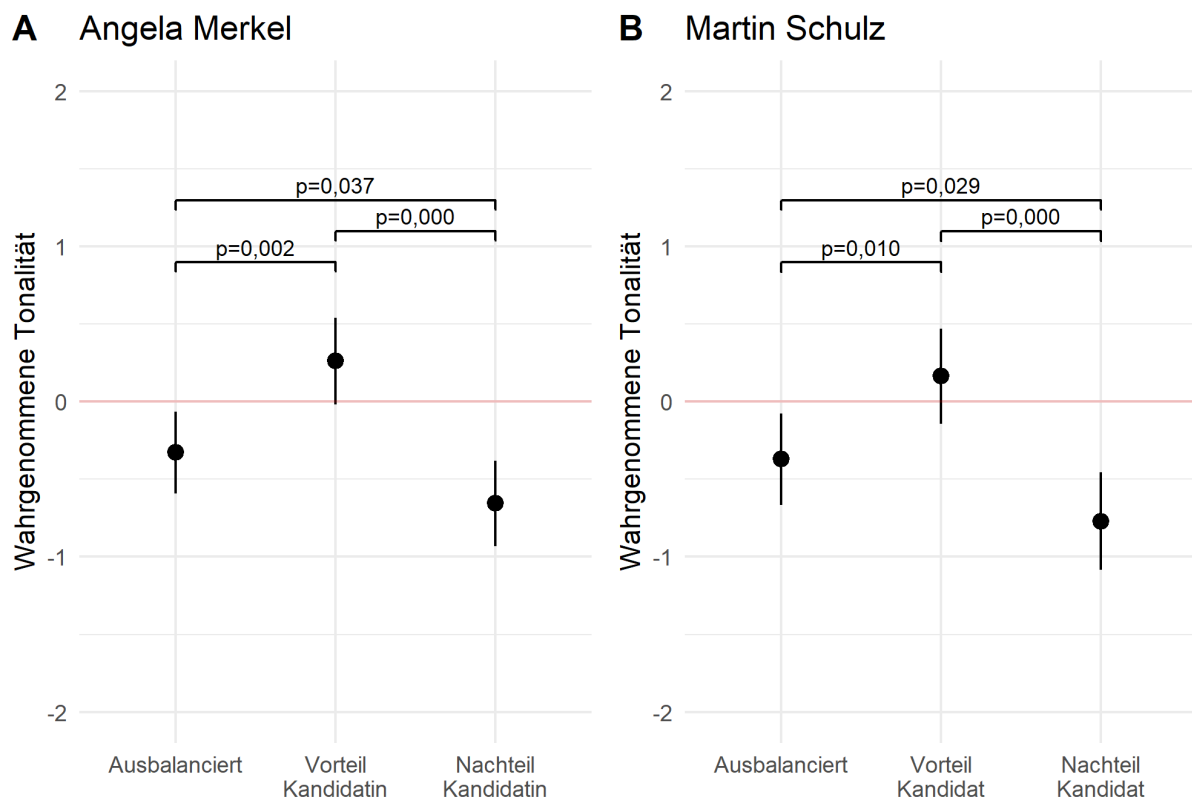 A Angela Merkel
Wahrgenommene Tonalität
2
1
0
-1
-2
p=0,037
p=0,000
p=0,002
Ausbalanciert
Vorteil
Kandidatin
Nachteil
Kandidatin
B Martin Schulz
Wahrgenommene Tonalität
2
1
0
-1
-2
p=0,029
p=0,000
p=0,010
Ausbalanciert
Vorteil
Kandidat
Nachteil
Kandidat